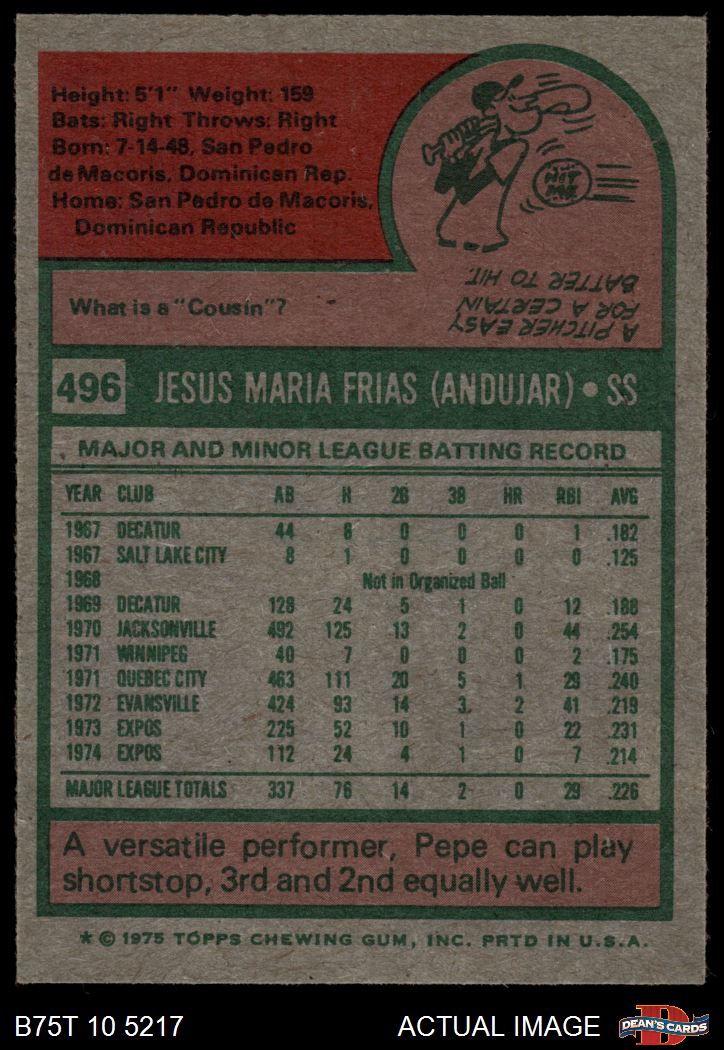 Height: 5'1" Weight: 159
Bats: Right Throws: Right
Born: 7-14-48, San Pedro
de Macoris, Dominican Rep.
Home: San Pedro de Macoris,
Dominican Republic
HIT ME
What is a "Cousin"?
A PITCHER EASY
FOR A CERTAIN
BATTER TO HIT.
496 JESUS MARIA FRIAS (ANDUJAR) • SS
MAJOR AND MINOR LEAGUE BATTING RECORD
YEAR CLUB AB H 2B 3B HR RBI AVG
1967 DECATUR 44 8 0 0 0 1 .182
1967 SALT LAKE CITY 8 1 0 0 0 0 .125
1968 Not in Organized Ball
1969 DECATUR 128 24 5 1 0 12 .188
1970 JACKSONVILLE 492 125 13 2 0 44 .254
1971 WINNIPEG 40 7 0 0 0 2 .175
1971 QUEBEC CITY 463 111 20 5 1 29 .240
1972 EVANSVILLE 424 93 14 3 2 41 .219
1973 EXPOS 225 52 10 1 0 22 .231
1974 EXPOS 112 24 4 1 0 7 .214
MAJOR LEAGUE TOTALS 337 76 14 2 0 29 .226
A versatile performer, Pepe can play
shortstop, 3rd and 2nd equally well.
* © 1975 TOPPS CHEWING GUM, INC. PRTD IN U.S.A.
B75T 10 5217 ACTUAL IMAGE D DEAN'S CARDS